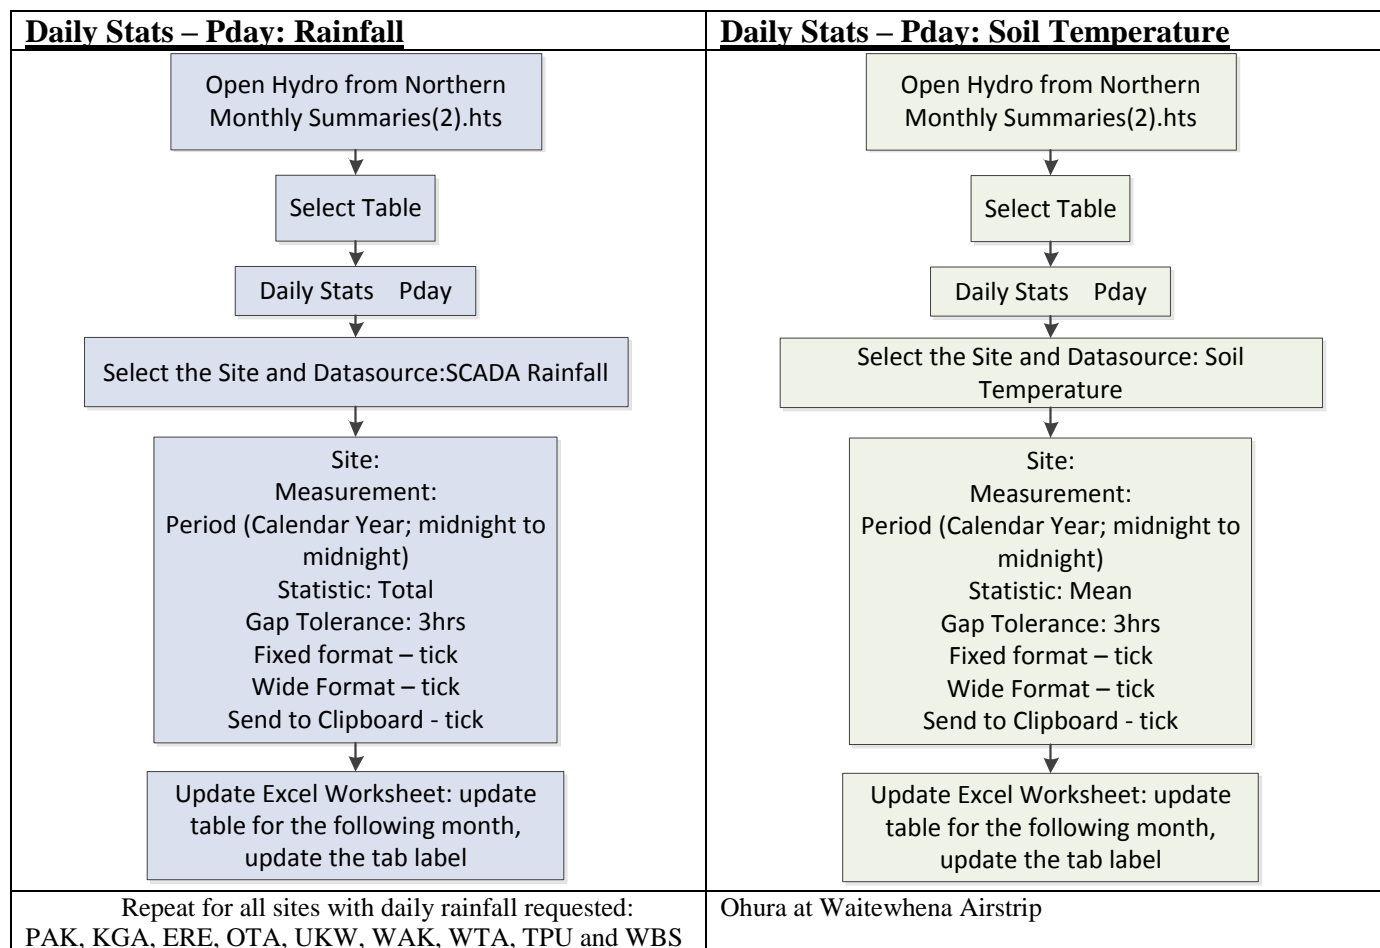 Daily Stats – Pday: Rainfall
Open Hydro from Northern
Monthly Summaries(2).hts
Select Table
Daily Stats    Pday
Select the Site and Datasource:SCADA Rainfall
Site:
Measurement:
Period (Calendar Year; midnight to
midnight)
Statistic: Total
Gap Tolerance: 3hrs
Fixed format – tick
Wide Format – tick
Send to Clipboard - tick
Update Excel Worksheet: update
table for the following month,
update the tab label
Repeat for all sites with daily rainfall requested:
PAK, KGA, ERE, OTA, UKW, WAK, WTA, TPU and WBS
Daily Stats – Pday: Soil Temperature
Open Hydro from Northern
Monthly Summaries(2).hts
Select Table
Daily Stats    Pday
Select the Site and Datasource: Soil
Temperature
Site:
Measurement:
Period (Calendar Year; midnight to
midnight)
Statistic: Mean
Gap Tolerance: 3hrs
Fixed format – tick
Wide Format – tick
Send to Clipboard - tick
Update Excel Worksheet: update
table for the following month,
update the tab label
Ohura at Waitewhena Airstrip